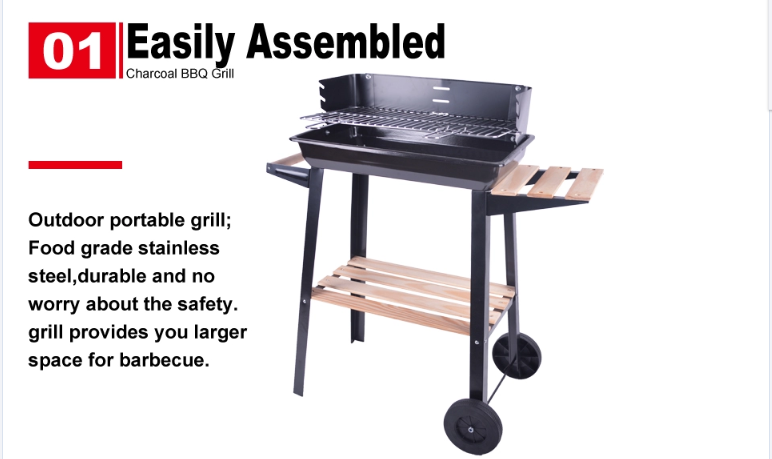 01 Easily Assembled
Charcoal BBQ Grill
Outdoor portable grill;
Food grade stainless
steel,durable and no
worry about the safety.
grill provides you larger
space for barbecue.